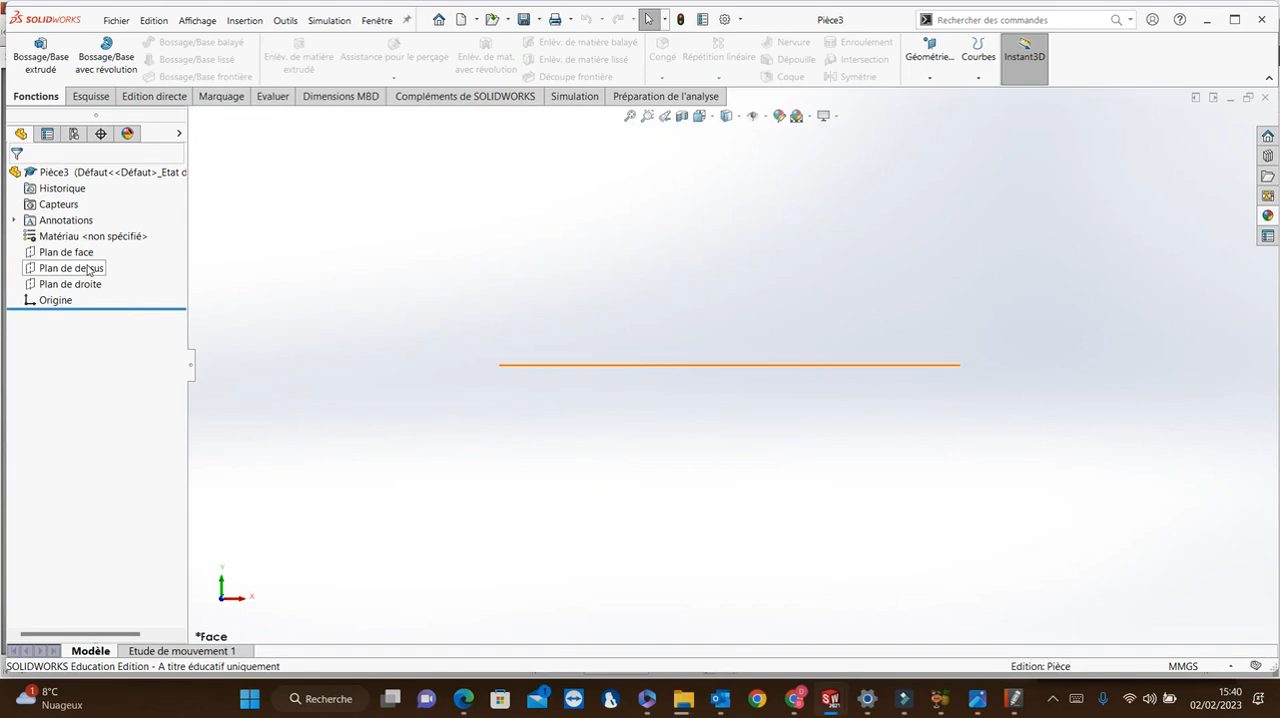 SOLIDWORKS Fichier Edition Affichage Insertion Outils Simulation Fenêtre Pièce3 Rechercher des commandes
Bossage/Base extrudé
Bossage/Base avec révolution
Bossage/Base balayé
Bossage/Base lissé
Bossage/Base frontière
Enlèv. de matière extrudé
Assistance pour le perçage
Enlèv. de mat. avec révolution
Enlèv. de matière balayé
Enlèv. de matière lissé
Découpe frontière
Congé
Répétition linéaire
Nervure
Dépouille
Coque
Enroulement
Intersection
Symétrie
Géométrie...
Courbes
Instant3D
Fonctions Esquisse Edition directe Marquage Evaluer Dimensions MBD Compléments de SOLIDWORKS Simulation Préparation de l'analyse
Pièce3 (Défaut<<Défaut>_Etat d
Historique
Capteurs
Annotations
Matériau <non spécifié>
Plan de face
Plan de
Plan de droite
Origine
Y
X
*Face
Modèle Etude de mouvement 1
SOLIDWORKS Education Edition - A titre éducatif uniquement Edition: Pièce MMGS
1
8°C
Nuageux
Recherche
1
SW
2021
15:40
02/02/2023